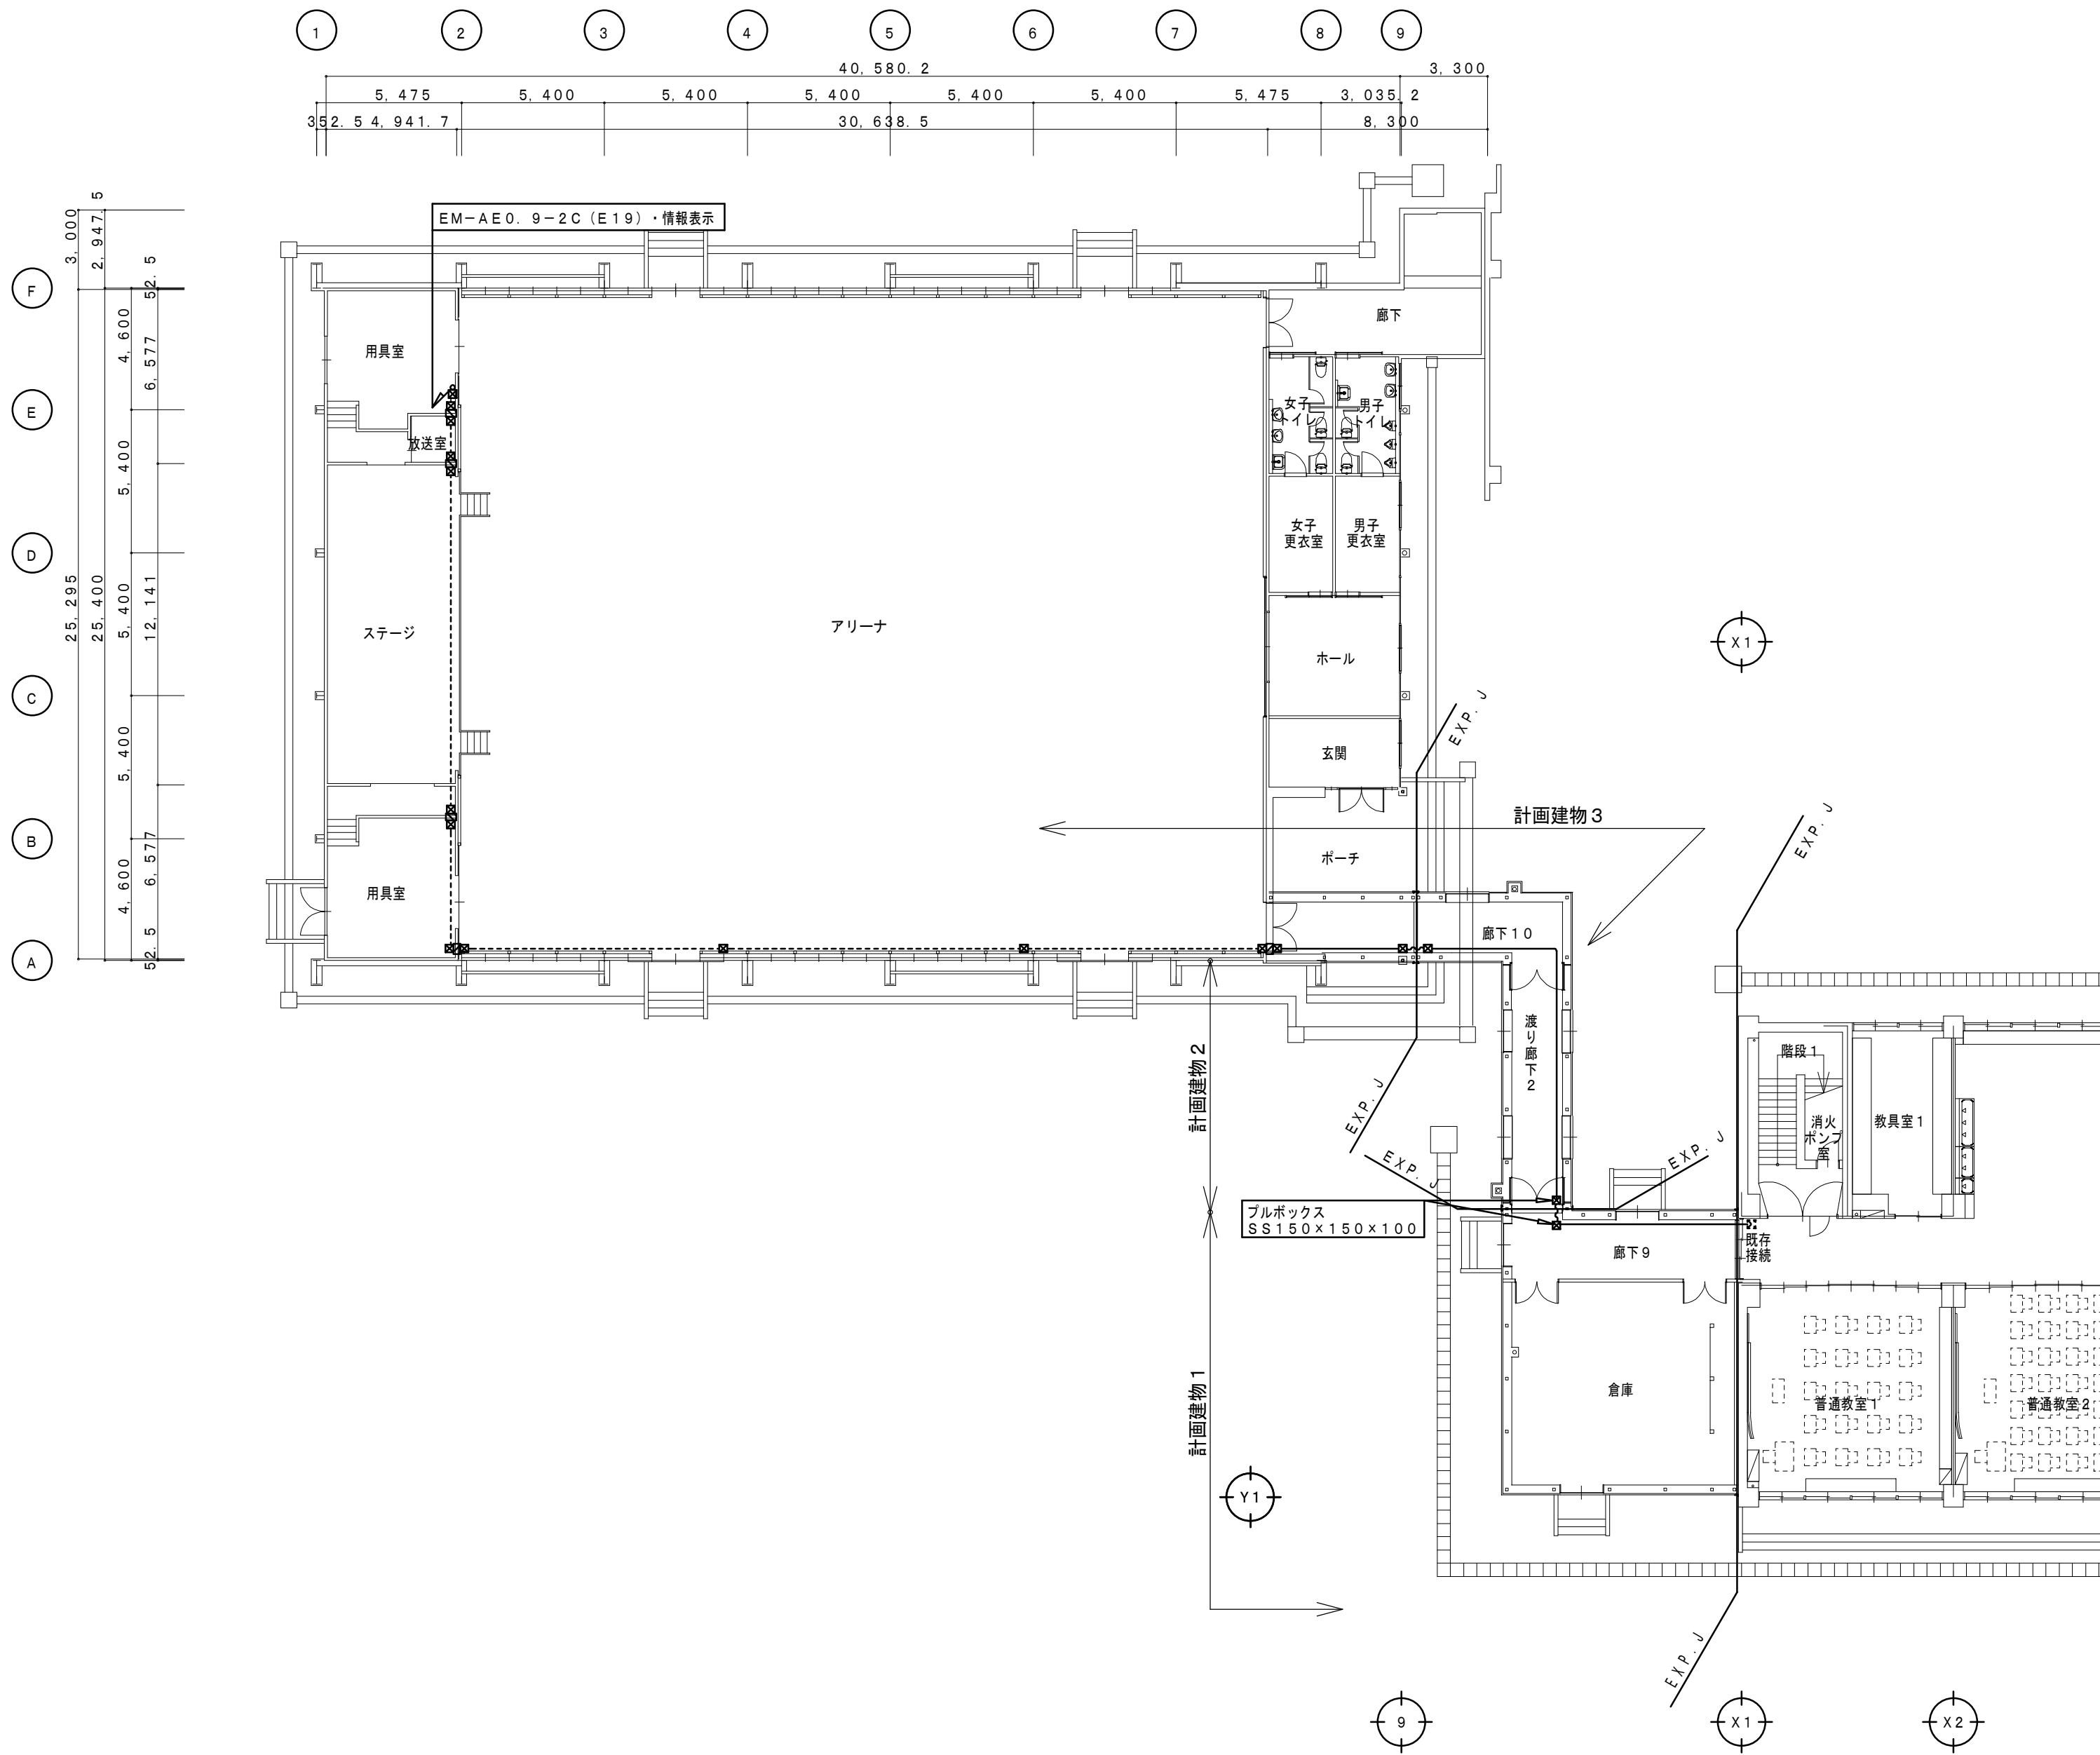 1 2 3 4 5 6 7 8 9
40,580.2 3,300
5,475 5,400 5,400 5,400 5,400 5,400 5,475 3,035.2
352.5 4,941.7 30,638.5 8,300
EM-AE0.9-2C(E19)・情報表示
3,000
2,947.5
52.5
F
E
D
C
B
A
4,600
6,577
5,400
25,295
25,400
5,400
12,141
5,400
4,600
6,577
52.5
用具室
放送室
ステージ
用具室
アリーナ
廊下
女子
トイレ
男子
トイレ
女子
更衣室
男子
更衣室
ホール
玄関
ポーチ
EXP.J
X1
計画建物3
EXP.J
廊下10
渡り廊下2
計画建物2
EXP.J
EXP.J
EXP.J
階段1
消火
ポンプ
室
教具室1
プルボックス
SS150×150×100
廊下9
既存
接続
計画建物1
倉庫
普通教室1
普通教室2
Y1
EXP.J
9
X1
X2